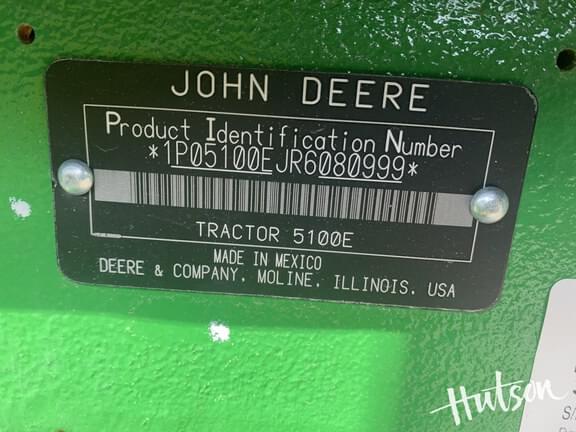 JOHN DEERE
Product Identification Number
*1P05100EJR6080999*
TRACTOR 5100E
MADE IN MEXICO
DEERE & COMPANY, MOLINE, ILLINOIS, USA
Hutson
S/